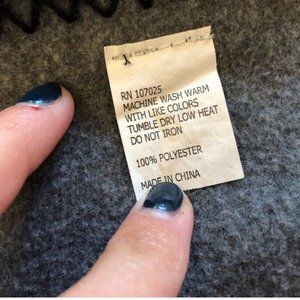 RN 107025
MACHINE WASH WARM
WITH LIKE COLORS
TUMBLE DRY LOW HEAT
DO NOT IRON
100% POLYESTER
MADE IN CHINA